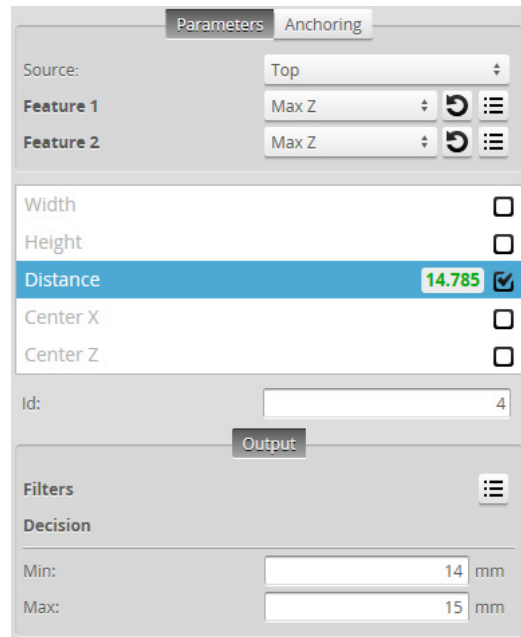 Parameters Anchoring
Source: Top
Feature 1 Max Z
Feature 2 Max Z
Width
Height
Distance 14.785
Center X
Center Z
Id: 4
Output
Filters
Decision
Min: 14 mm
Max: 15 mm